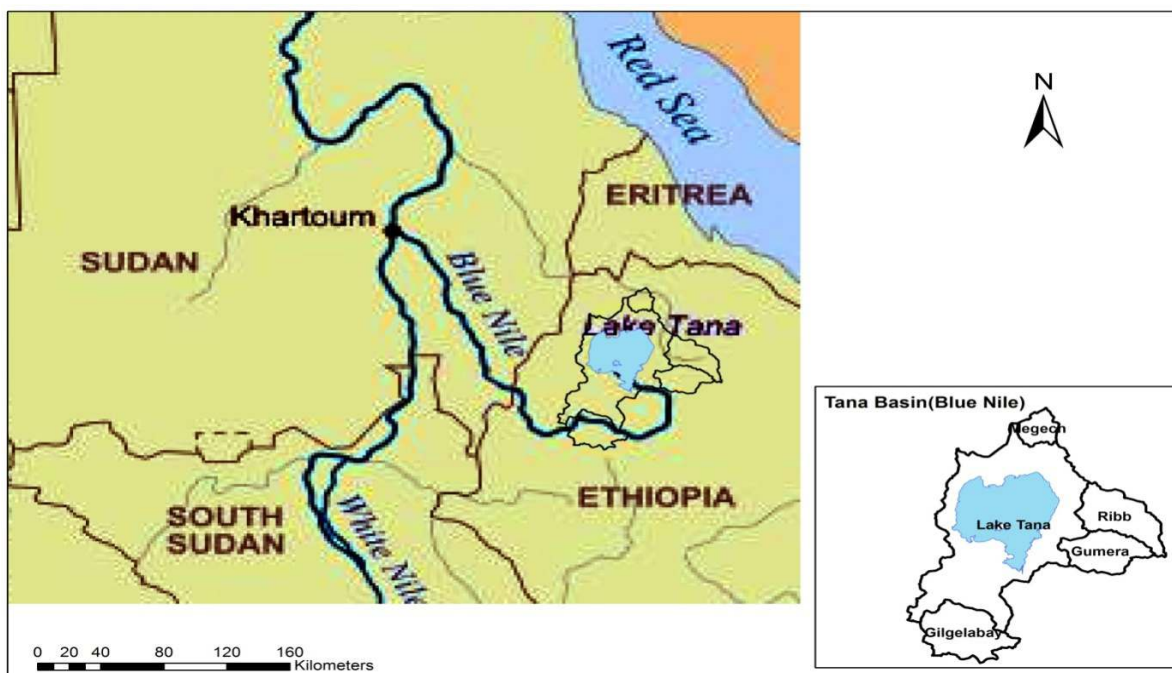 Red Sea
N
ERITREA
Khartoum
SUDAN
Blue Nile
Lake Tana
ETHIOPIA
SOUTH
SUDAN
White Nile
0 20 40 80 120 160
Kilometers
Tana Basin(Blue Nile)
Megech
Lake Tana
Ribb
Gumera
Gilgelabay